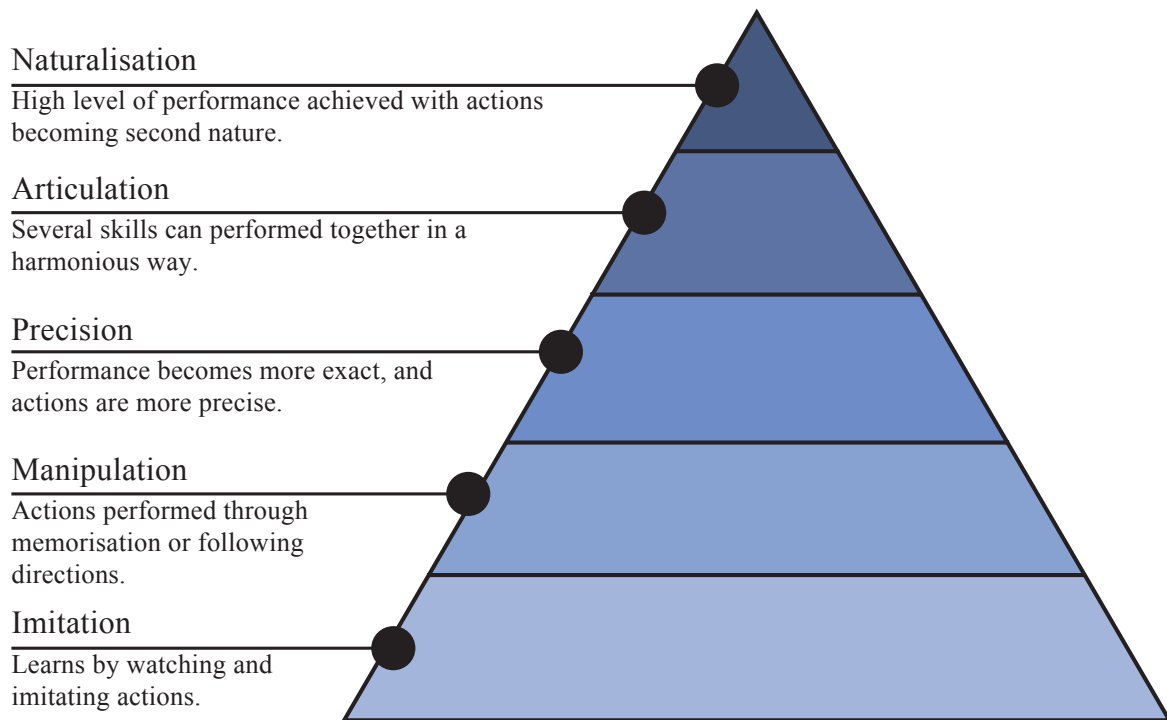 Naturalisation
High level of performance achieved with actions
becoming second nature.
Articulation
Several skills can performed together in a
harmonious way.
Precision
Performance becomes more exact, and
actions are more precise.
Manipulation
Actions performed through
memorisation or following
directions.
Imitation
Learns by watching and
imitating actions.